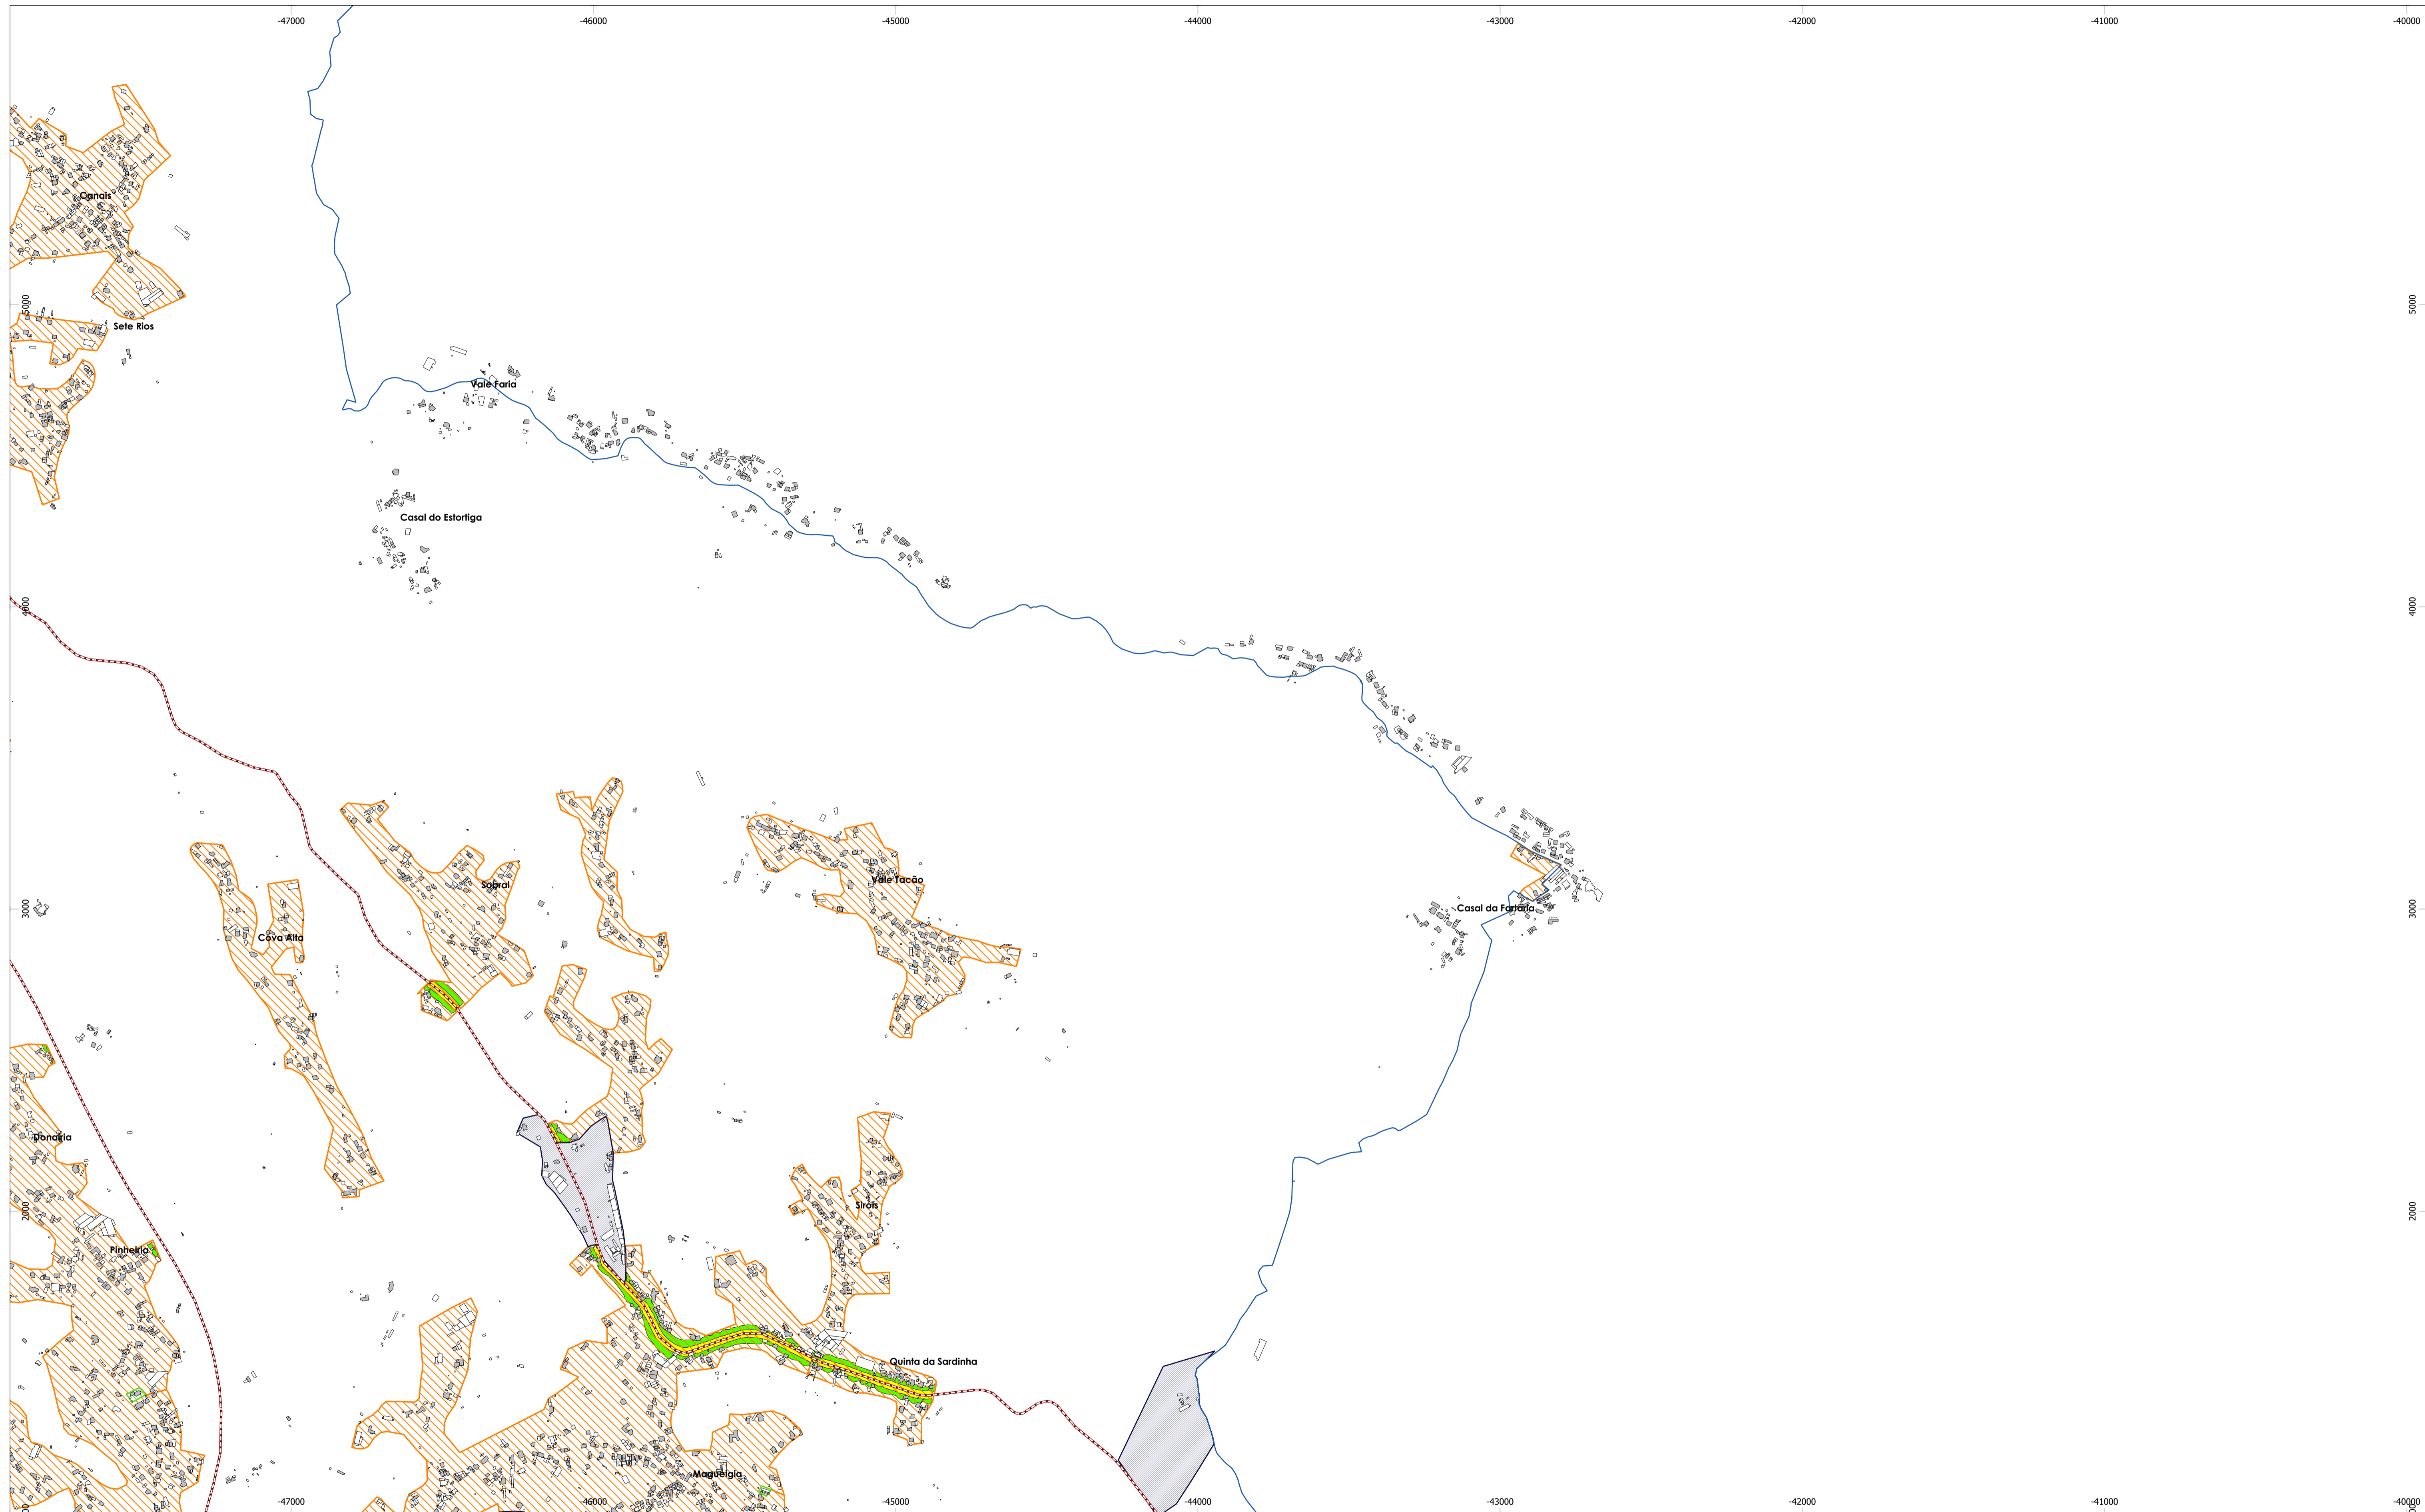 -47000 -46000 -45000 -44000 -43000 -42000 -41000 -40000
Canais
5000 5000
Sete Rios
Vale Faria
Casal do Estortiga
4000 4000
Sobral
Vale Tacão
3000 3000
Casal da Fartaria
Cova Alta
Donairia
2000 2000
Sirois
Pinheiria
Quinta da Sardinha
Magueigia
-47000 -46000 -45000 -44000 -43000 -42000 -41000 -40000